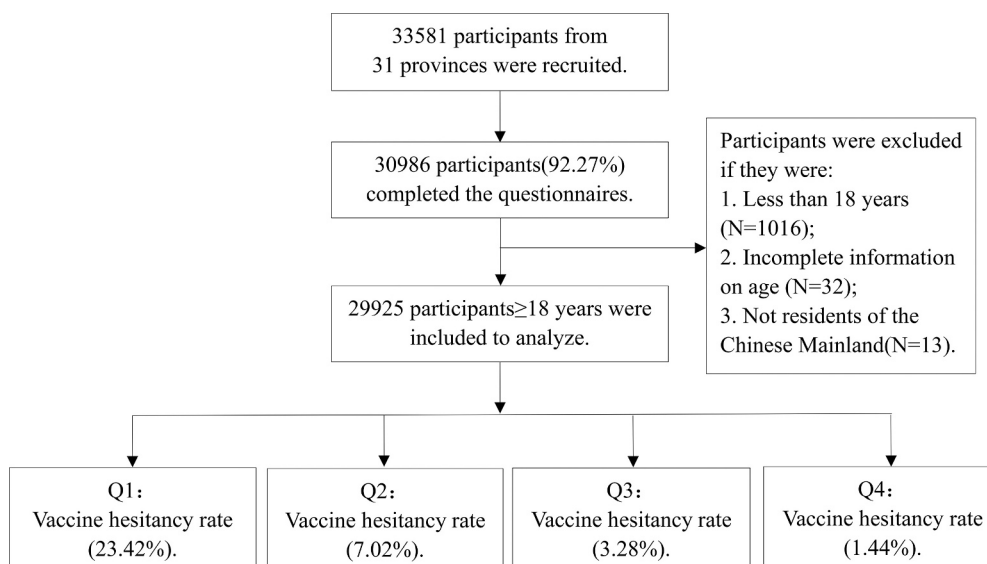 33581 participants from
31 provinces were recruited.
30986 participants(92.27%)
completed the questionnaires.
Participants were excluded
if they were:
1. Less than 18 years
(N=1016);
2. Incomplete information
on age (N=32);
3. Not residents of the
Chinese Mainland(N=13).
29925 participants≥18 years were
included to analyze.
Q1：
Vaccine hesitancy rate
(23.42%).
Q2：
Vaccine hesitancy rate
(7.02%).
Q3：
Vaccine hesitancy rate
(3.28%).
Q4：
Vaccine hesitancy rate
(1.44%).